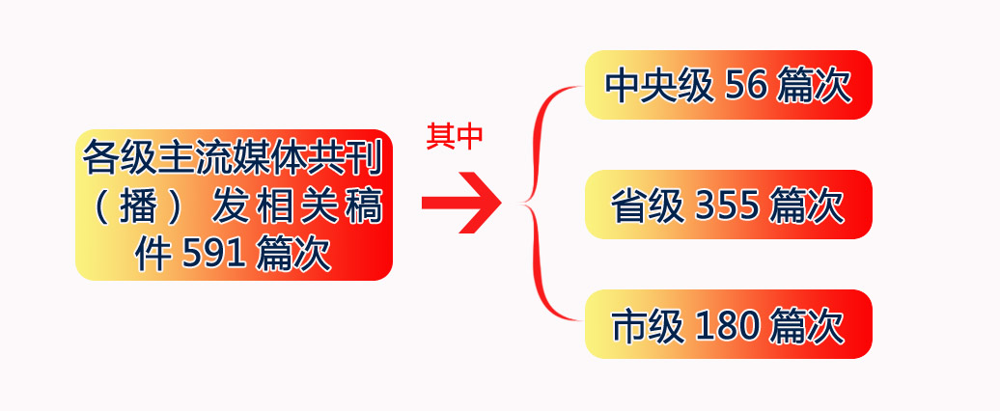 各级主流媒体共刊
（播） 发相关稿
件 591 篇次
其中
中央级 56 篇次
省级 355 篇次
市级 180 篇次